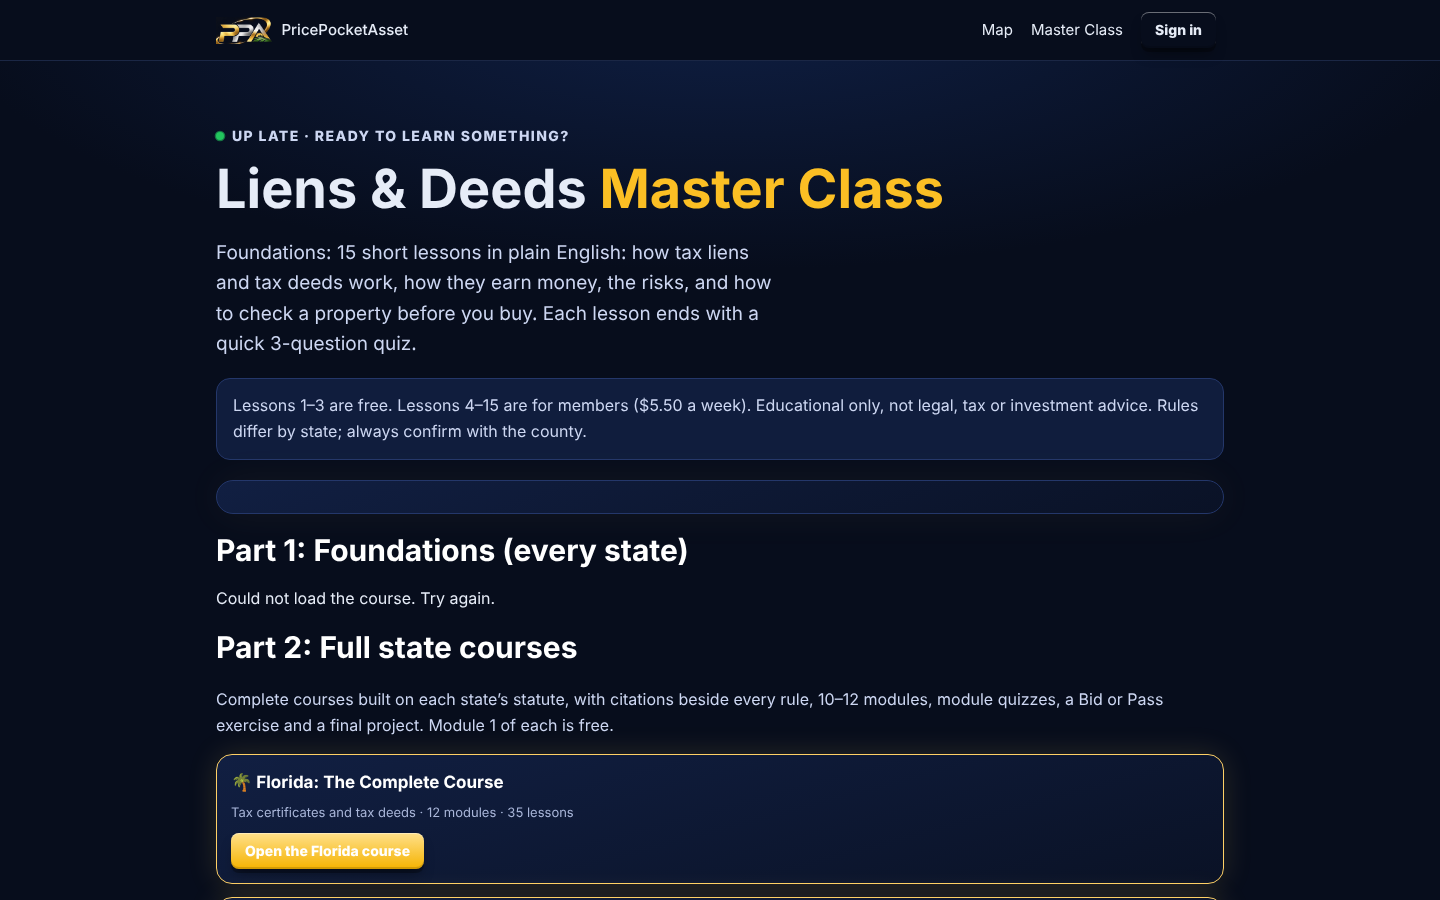 PPA PricePocketAsset
Map Master Class Sign in
UP LATE · READY TO LEARN SOMETHING?
Liens & Deeds Master Class
Foundations: 15 short lessons in plain English: how tax liens
and tax deeds work, how they earn money, the risks, and how
to check a property before you buy. Each lesson ends with a
quick 3-question quiz.
Lessons 1–3 are free. Lessons 4–15 are for members ($5.50 a week). Educational only, not legal, tax or investment advice. Rules
differ by state; always confirm with the county.
Part 1: Foundations (every state)
Could not load the course. Try again.
Part 2: Full state courses
Complete courses built on each state’s statute, with citations beside every rule, 10–12 modules, module quizzes, a Bid or Pass
exercise and a final project. Module 1 of each is free.
🌴 Florida: The Complete Course
Tax certificates and tax deeds · 12 modules · 35 lessons
Open the Florida course